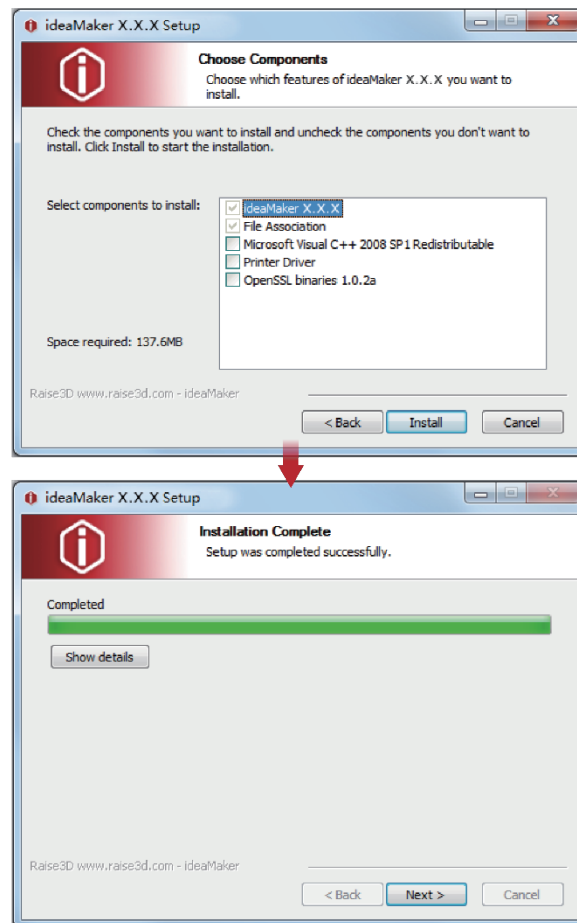 ideaMaker X.X.X Setup
Choose Components
Choose which features of ideaMaker X.X.X you want to
install.
Check the components you want to install and uncheck the components you don't want to
install. Click Install to start the installation.
Select components to install:
ideaMaker X.X.X
File Association
Microsoft Visual C++ 2008 SP1 Redistributable
Printer Driver
OpenSSL binaries 1.0.2a
Space required: 137.6MB
Raise3D www.raise3d.com - ideaMaker
< Back
Install
Cancel
ideaMaker X.X.X Setup
Installation Complete
Setup was completed successfully.
Completed
Show details
Raise3D www.raise3d.com - ideaMaker
< Back
Next >
Cancel